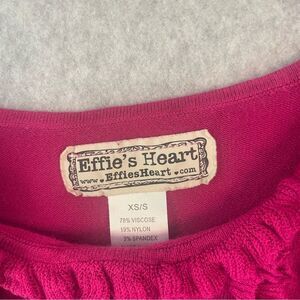 Effie's Heart
www.EffiesHeart.com
XS/S
78% VISCOSE
19% NYLON
3% SPANDEX